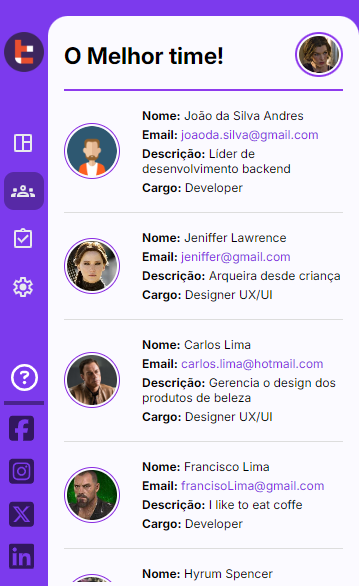 O Melhor time!
Nome: João da Silva Andres
Email: joaoda.silva@gmail.com
Descrição: Líder de
desenvolvimento backend
Cargo: Developer
Nome: Jeniffer Lawrence
Email: jeniffer@gmail.com
Descrição: Arqueira desde criança
Cargo: Designer UX/UI
Nome: Carlos Lima
Email: carlos.lima@hotmail.com
Descrição: Gerencia o design dos
produtos de beleza
Cargo: Designer UX/UI
Nome: Francisco Lima
Email: francisoLima@gmail.com
Descrição: I like to eat coffe
Cargo: Developer
Nome: Hyrum Spencer